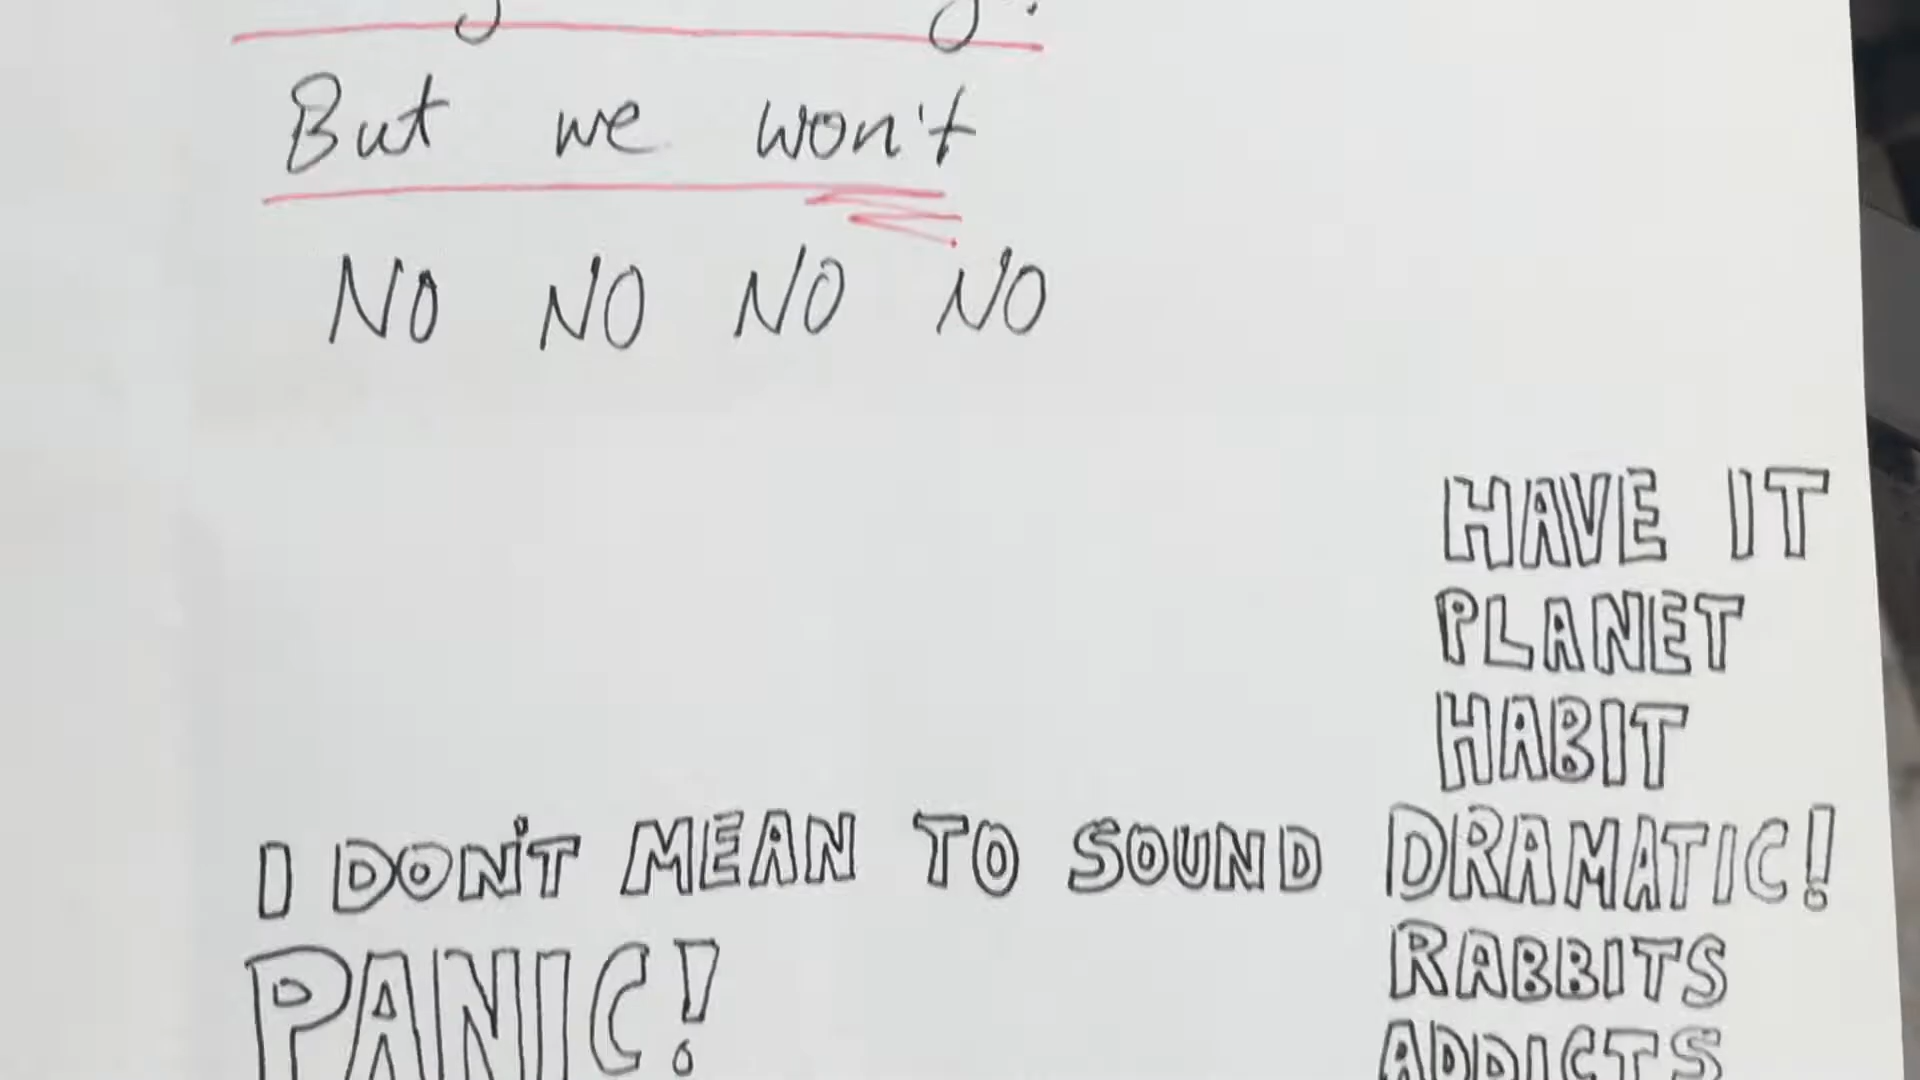 But we won't
NO NO NO NO
HAVE IT
PLANET
HABIT
I DON'T MEAN TO SOUND DRAMATIC!
PANIC!
RABBITS
ADDICTS